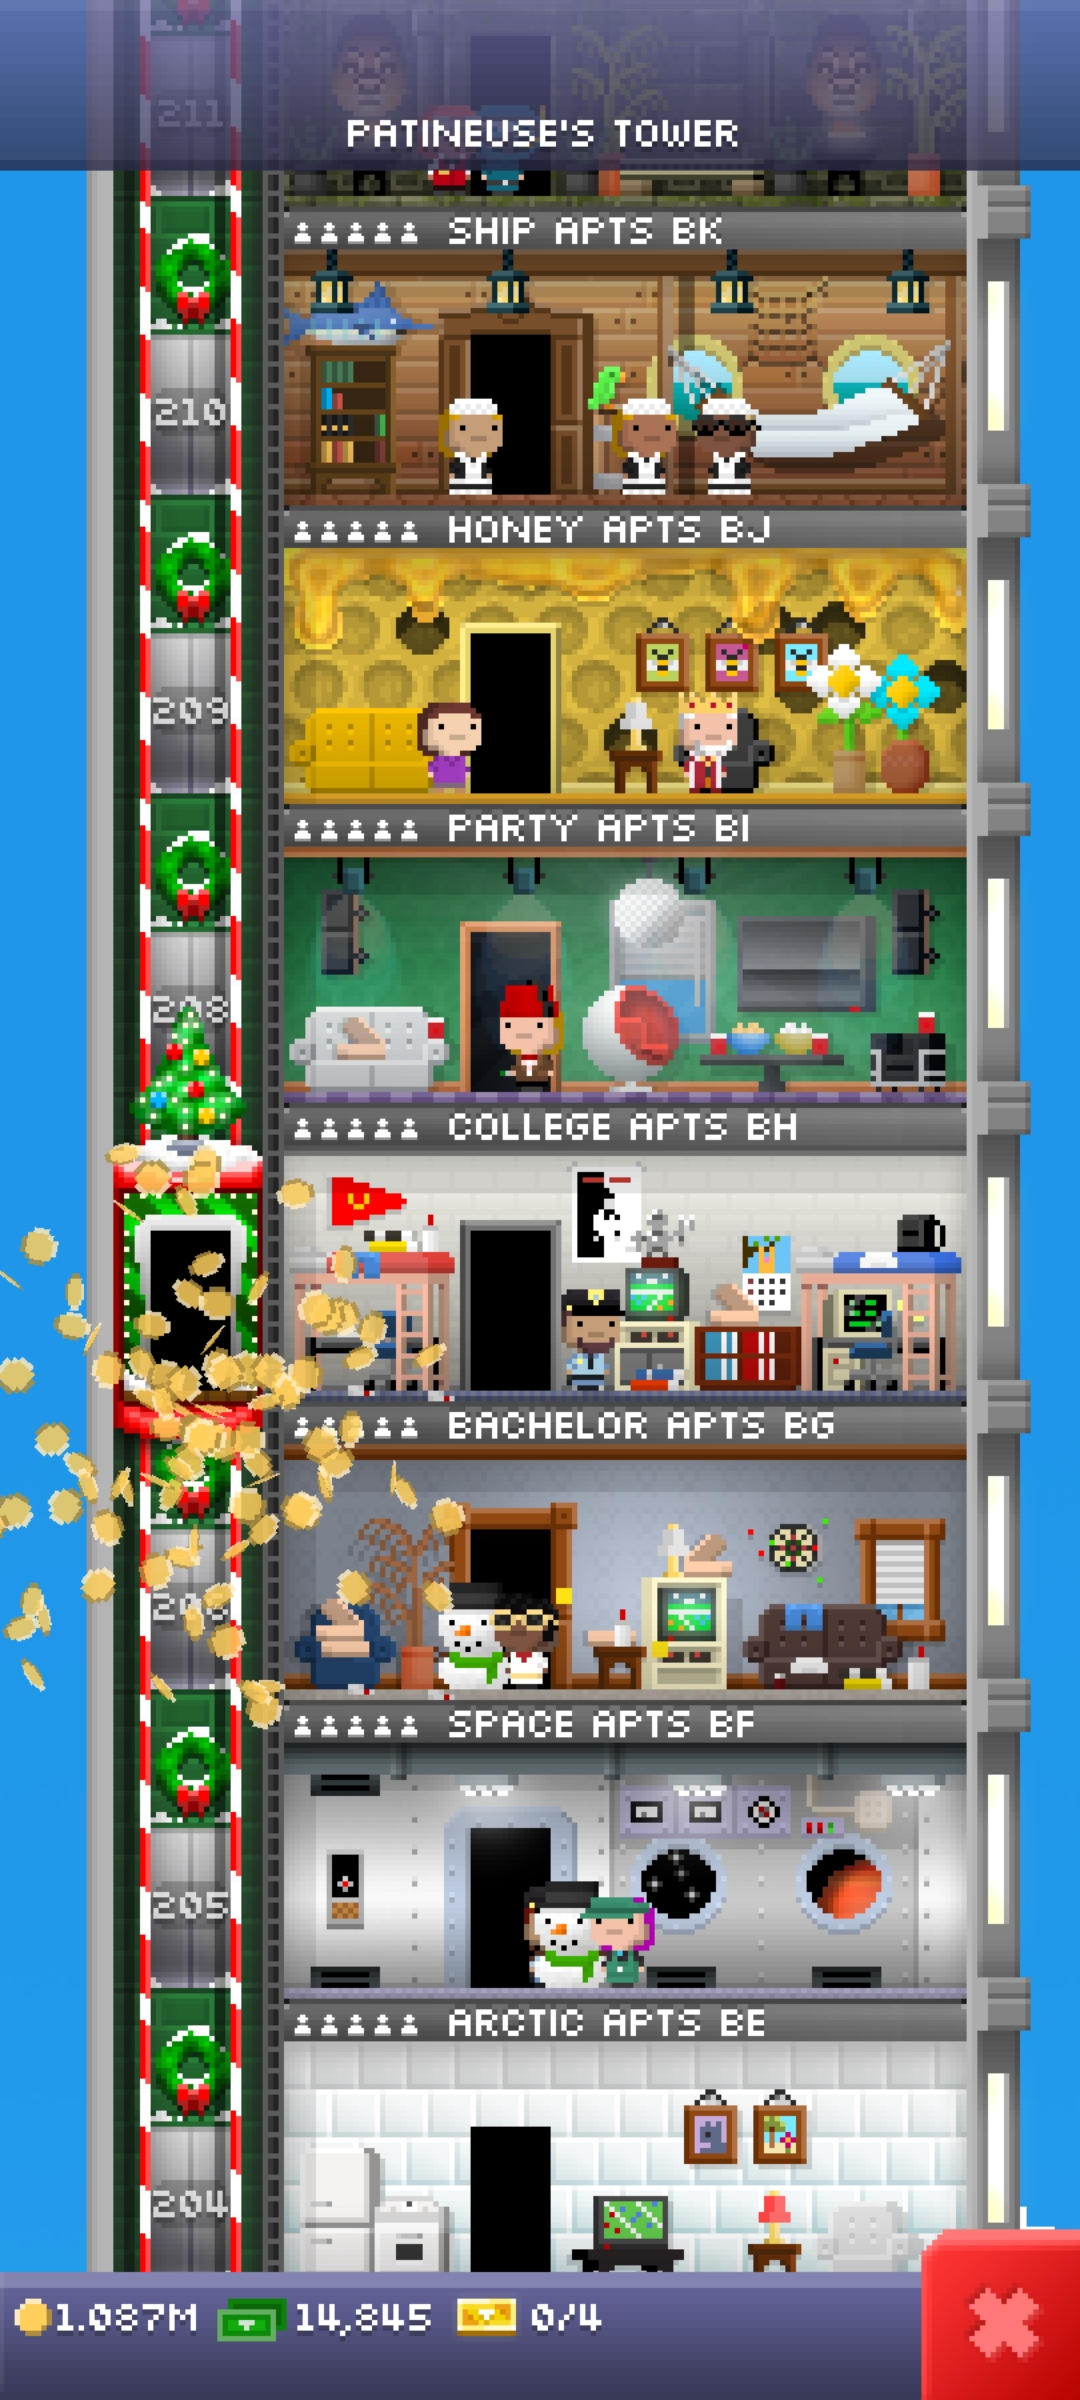 211
PATINEUSE'S TOWER
SHIP APTS BK
210
HONEY APTS BJ
209
PARTY APTS BI
208
COLLEGE APTS BH
BACHELOR APTS BG
206
SPACE APTS BF
205
ARCTIC APTS BE
204
1.087M 14,845 0/4